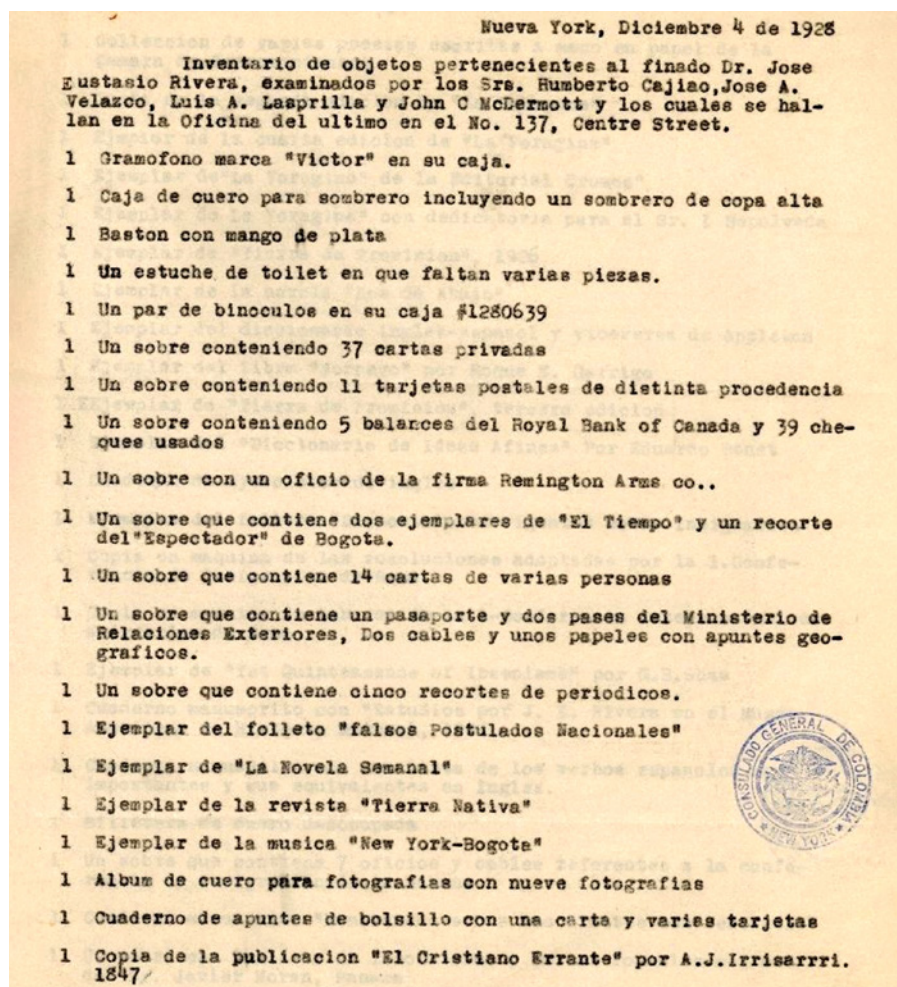 Nueva York, Diciembre 4 de 1928
Inventario de objetos pertenecientes al finado Dr. Jose
Eustasio Rivera, examinados por los Srs. Humberto Cajiao,Jose A.
Velazco, Luis A. Lasprilla y John C McDermott y los cuales se hal-
lan en la Oficina del ultimo en el No. 137, Centre Street.
1 Gramofono marca "Victor" en su caja.
1 Caja de cuero para sombrero incluyendo un sombrero de copa alta
1 Baston con mango de plata
1 Un estuche de toilet en que faltan varias piezas.
1 Un par de binoculos en su caja #1280639
1 Un sobre conteniendo 37 cartas privadas
1 Un sobre conteniendo 11 tarjetas postales de distinta procedencia
1 Un sobre conteniendo 5 balances del Royal Bank of Canada y 39 che-
ques usados
1 Un sobre con un oficio de la firma Remington Arms co..
1 Un sobre que contiene dos ejemplares de "El Tiempo" y un recorte
del"Espectador" de Bogota.
1 Un sobre que contiene 14 cartas de varias personas
1 Un sobre que contiene un pasaporte y dos pases del Ministerio de
Relaciones Exteriores, Dos cables y unos papeles con apuntes geo-
graficos.
1 Un sobre que contiene cinco recortes de periodicos.
1 Ejemplar del folleto "falsos Postulados Nacionales"
1 Ejemplar de "La Novela Semanal"
1 Ejemplar de la revista "Tierra Nativa"
1 Ejemplar de la musica "New York-Bogota"
1 Album de cuero para fotografias con nueve fotografias
1 Cuaderno de apuntes de bolsillo con una carta y varias tarjetas
1 Copia de la publicacion "El Cristiano Errante" por A.J.Irrisarrri.
1847
CONSULADO GENERAL DE COLOMBIA
NEW YORK